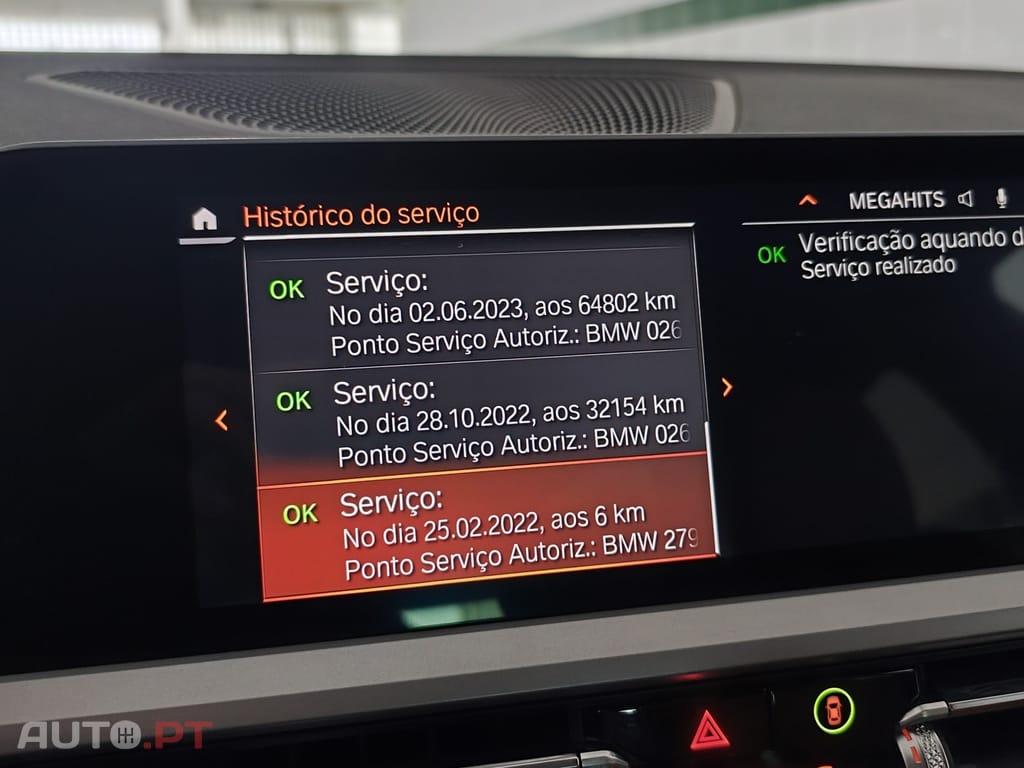 Histórico do serviço
OK Serviço:
No dia 02.06.2023, aos 64802 km
Ponto Serviço Autoriz.: BMW 026
OK Serviço:
No dia 28.10.2022, aos 32154 km
Ponto Serviço Autoriz.: BMW 026
OK Serviço:
No dia 25.02.2022, aos 6 km
Ponto Serviço Autoriz.: BMW 279
MEGAHITS
OK Verificação aquando d
Serviço realizado
AUTO.PT